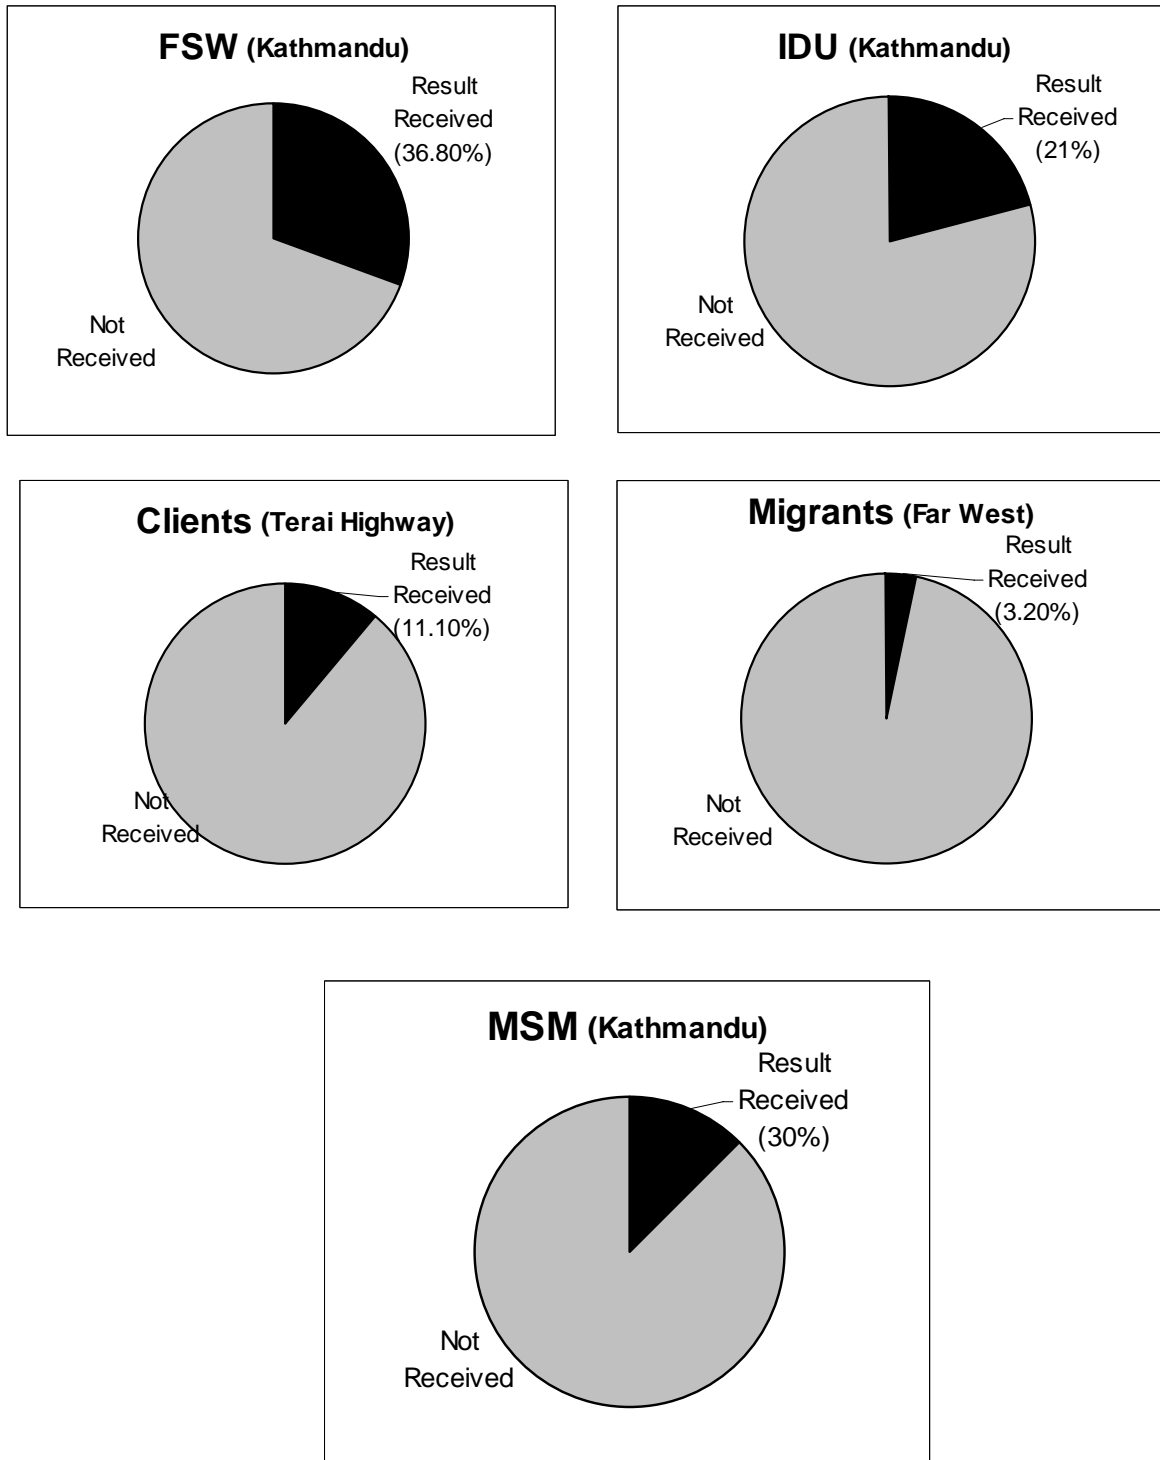 FSW (Kathmandu)
Result
Received
(36.80%)
Not
Received
IDU (Kathmandu)
Result
Received
(21%)
Not
Received
Clients (Terai Highway)
Result
Received
(11.10%)
Not
Received
Migrants (Far West)
Result
Received
(3.20%)
Not
Received
MSM (Kathmandu)
Result
Received
(30%)
Not
Received